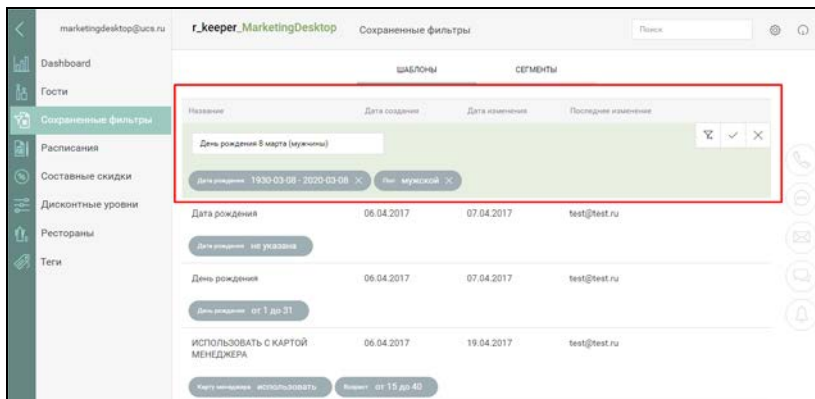 marketingdesktop@ucs.ru
r_keeper_MarketingDesktop
Сохраненные фильтры
Поиск
Dashboard
Гости
Сохраненные фильтры
Расписания
Составные скидки
Дисконтные уровни
Рестораны
Теги
ШАБЛОНЫ СЕГМЕНТЫ
Название Дата создания Дата изменения Последнее изменение
День рождения 8 марта (мужчины)
Дата рождения 1930-03-08 - 2020-03-08 Пол мужской
Дата рождения 06.04.2017 07.04.2017 test@test.ru
Дата рождения не указана
День рождения 06.04.2017 07.04.2017 test@test.ru
День рождения от 1 до 31
ИСПОЛЬЗОВАТЬ С КАРТОЙ МЕНЕДЖЕРА 06.04.2017 19.04.2017 test@test.ru
Карту менеджера использовать Возраст от 15 до 40